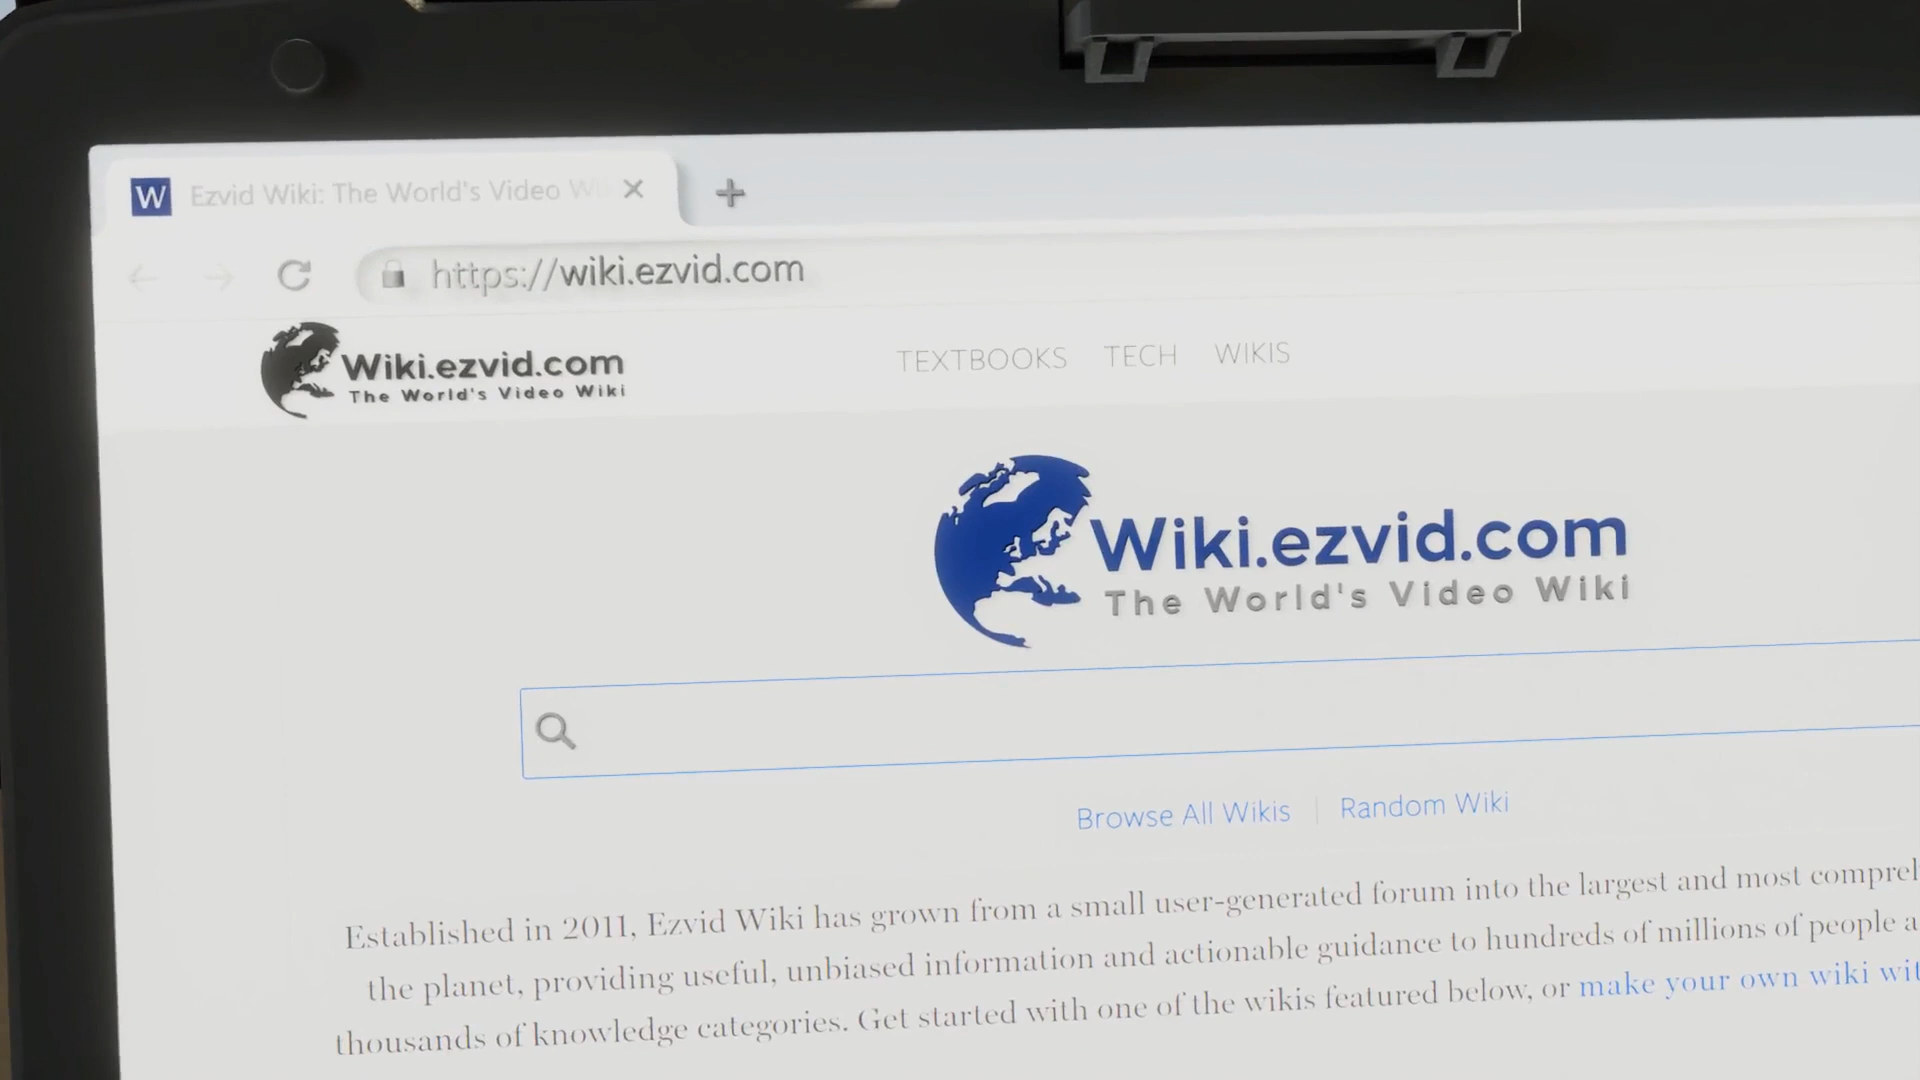 W Ezvid Wiki: The World's Video
https://wiki.ezvid.com
Wiki.ezvid.com
The World's Video Wiki
TEXTBOOKS TECH WIKIS
Wiki.ezvid.com
The World's Video Wiki
Browse All Wikis | Random Wiki
Established in 2011, Ezvid Wiki has grown from a small user-generated forum into the largest and most
the planet, providing useful, unbiased information and actionable guidance to hundreds of millions of people
thousands of knowledge categories. Get started with one of the wikis featured below, or make your own wiki